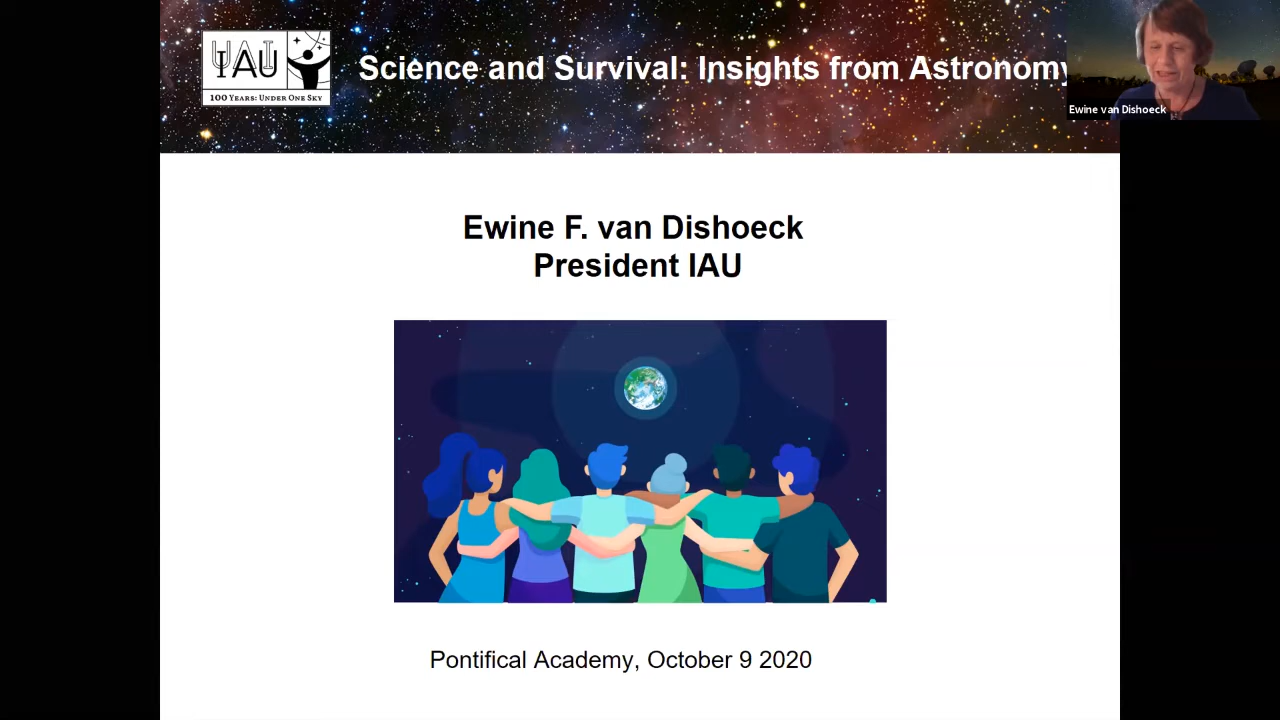 IAU
100 YEARS: UNDER ONE SKY
Science and Survival: Insights from Astronomy
Ewine van Dishoeck
Ewine F. van Dishoeck
President IAU
Pontifical Academy, October 9 2020